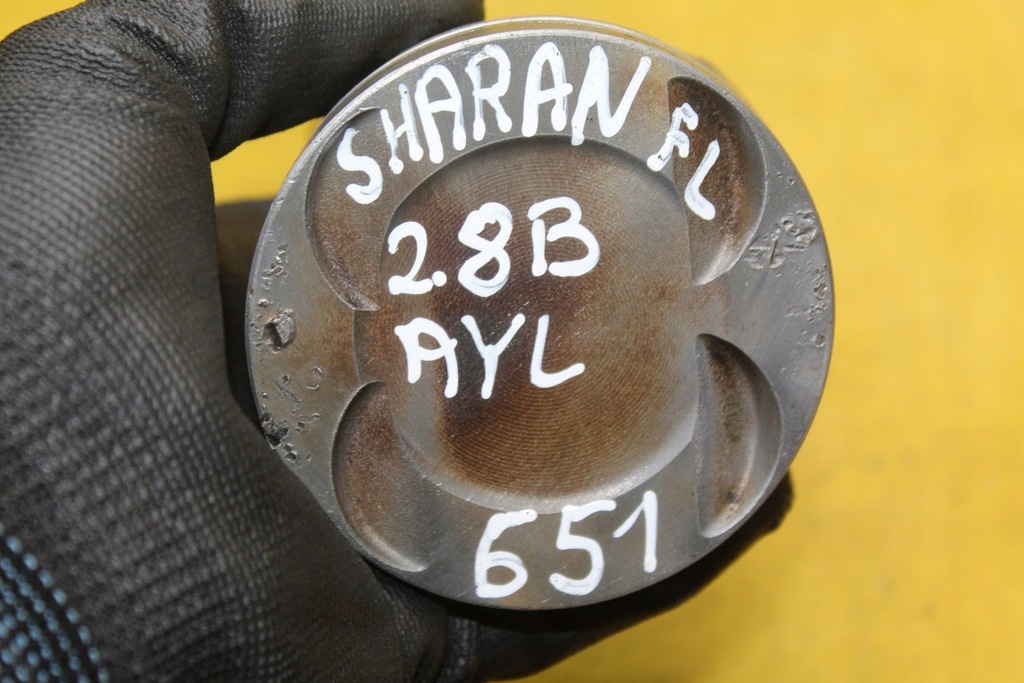 SHARAN FL
2.8B
AYL
651